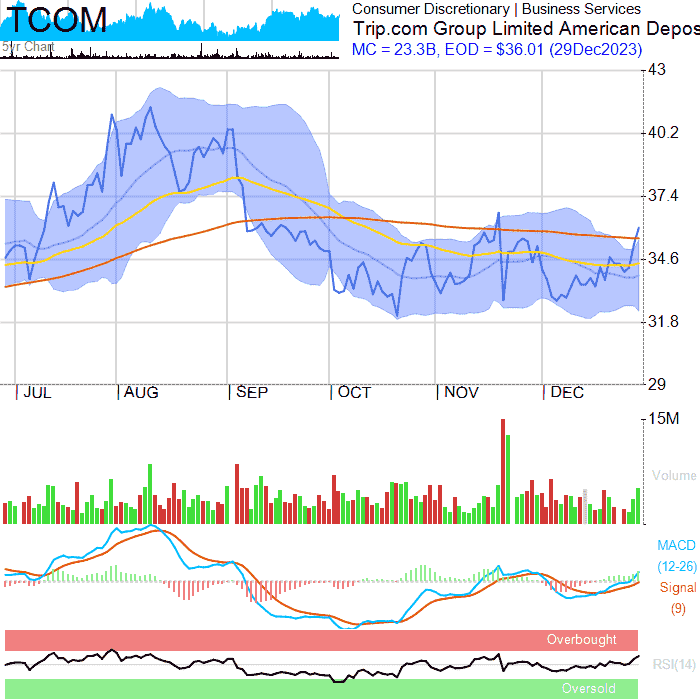 TCOM
5yr Chart
Consumer Discretionary | Business Services
Trip.com Group Limited American Depos
MC = 23.3B, EOD = $36.01 (29Dec2023)
43
40.2
37.4
34.6
31.8
29
JUL AUG SEP OCT NOV DEC
15M
Volume
MACD
(12-26)
Signal
(9)
Overbought
RSI(14)
Oversold